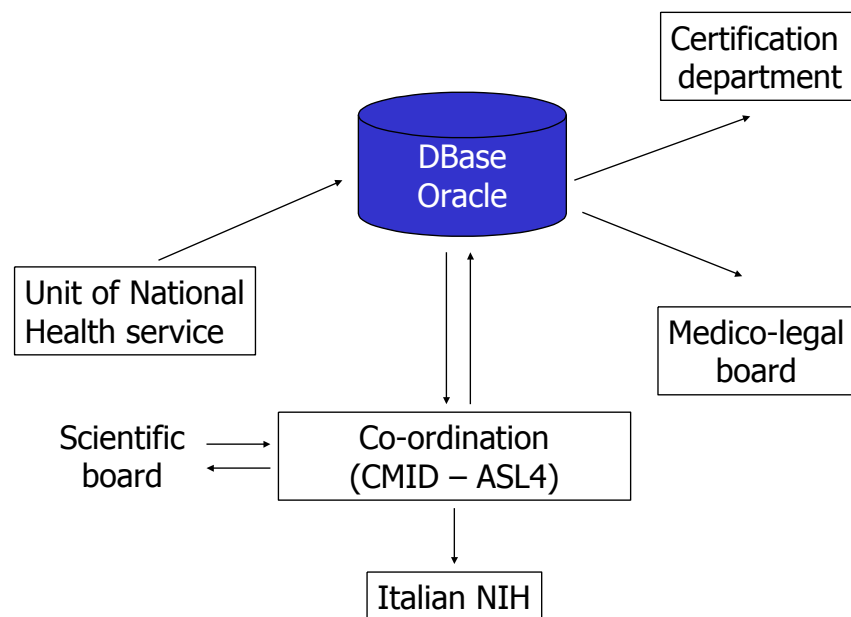 Certification
department
DBase
Oracle
Unit of National
Health service
Medico-legal
board
Scientific
board
Co-ordination
(CMID – ASL4)
Italian NIH